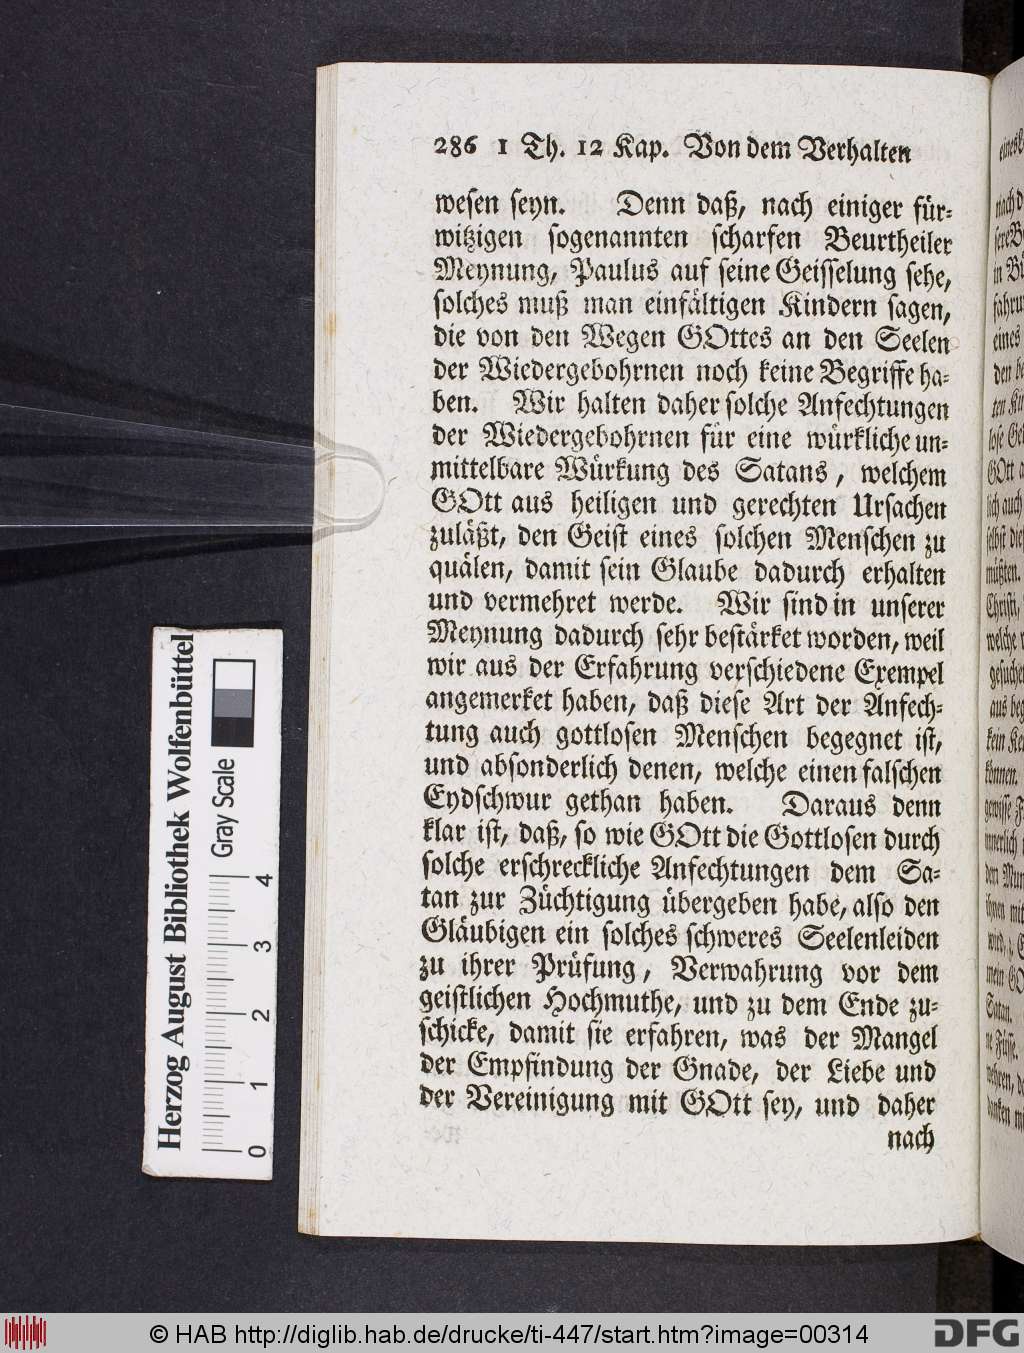 286 1 Th. 12 Kap. Von dem Verhalten
wesen seyn. Denn daß, nach einiger für-
witzigen sogenannten scharfen Beurtheiler
Meynung, Paulus auf seine Geisselung sehe,
solches muß man einfältigen Kindern sagen,
die von den Wegen GOttes an den Seelen
der Wiedergebohrnen noch keine Begriffe ha-
ben. Wir halten daher solche Anfechtungen
der Wiedergebohrnen für eine würkliche un-
mittelbare Würkung des Satans, welchem
GOtt aus heiligen und gerechten Ursachen
zuläßt, den Geist eines solchen Menschen zu
quälen, damit sein Glaube dadurch erhalten
und vermehret werde. Wir sind in unserer
Meynung dadurch sehr bestärket worden, weil
wir aus der Erfahrung verschiedene Exempel
angemerket haben, daß diese Art der Anfech-
tung auch gottlosen Menschen begegnet ist,
und absonderlich denen, welche einen falschen
Eydschwur gethan haben. Daraus denn
klar ist, daß, so wie GOtt die Gottlosen durch
solche erschreckliche Anfechtungen dem Sa-
tan zur Züchtigung übergeben habe, also den
Gläubigen ein solches schweres Seelenleiden
zu ihrer Prüfung, Verwahrung vor dem
geistlichen Hochmuthe, und zu dem Ende zu-
schicke, damit sie erfahren, was der Mangel
der Empfindung der Gnade, der Liebe und
der Vereinigung mit GOtt sey, und daher
nach
Herzog August Bibliothek Wolfenbüttel
Gray Scale
0 1 2 3 4
© HAB http://diglib.hab.de/drucke/ti-447/start.htm?image=00314
DFG